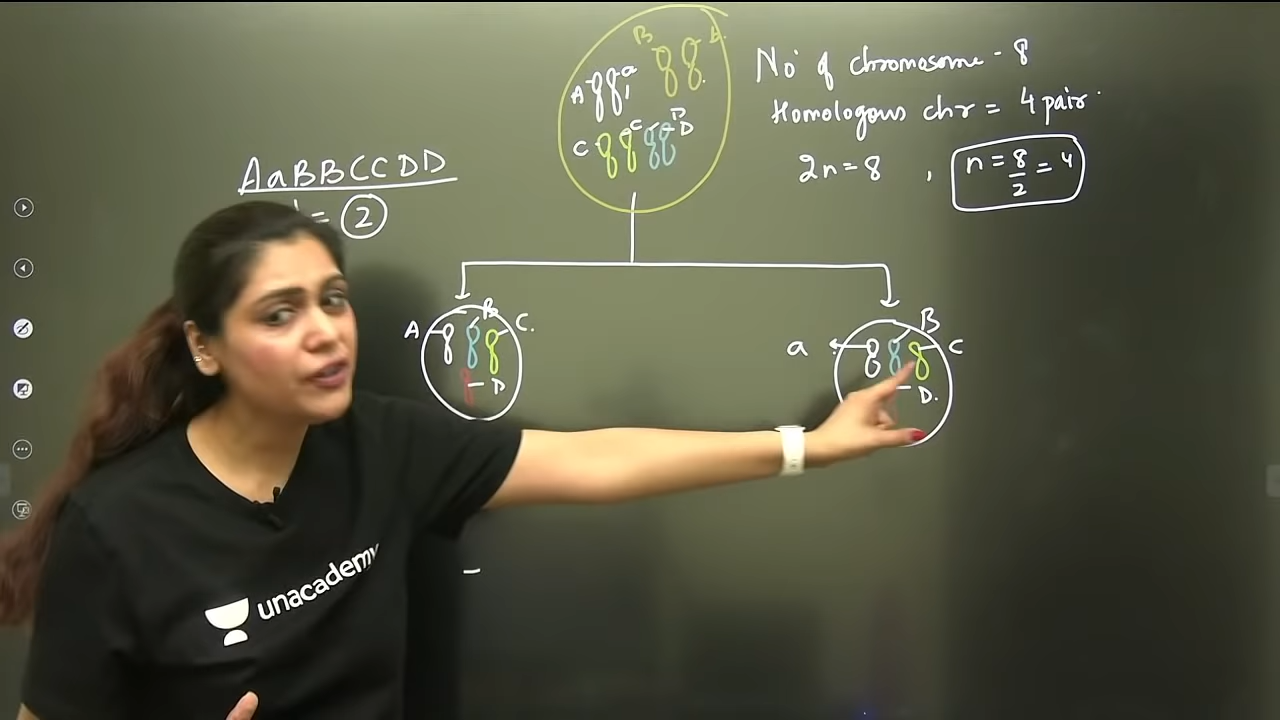 B B.
A a
C C B D
No of chromosome - 8
Homologous chr = 4 pair
2n = 8 , n = 8/2 = 4
AaBBCCDD
= 2
A B C.
D
a B C
D.
unacademy